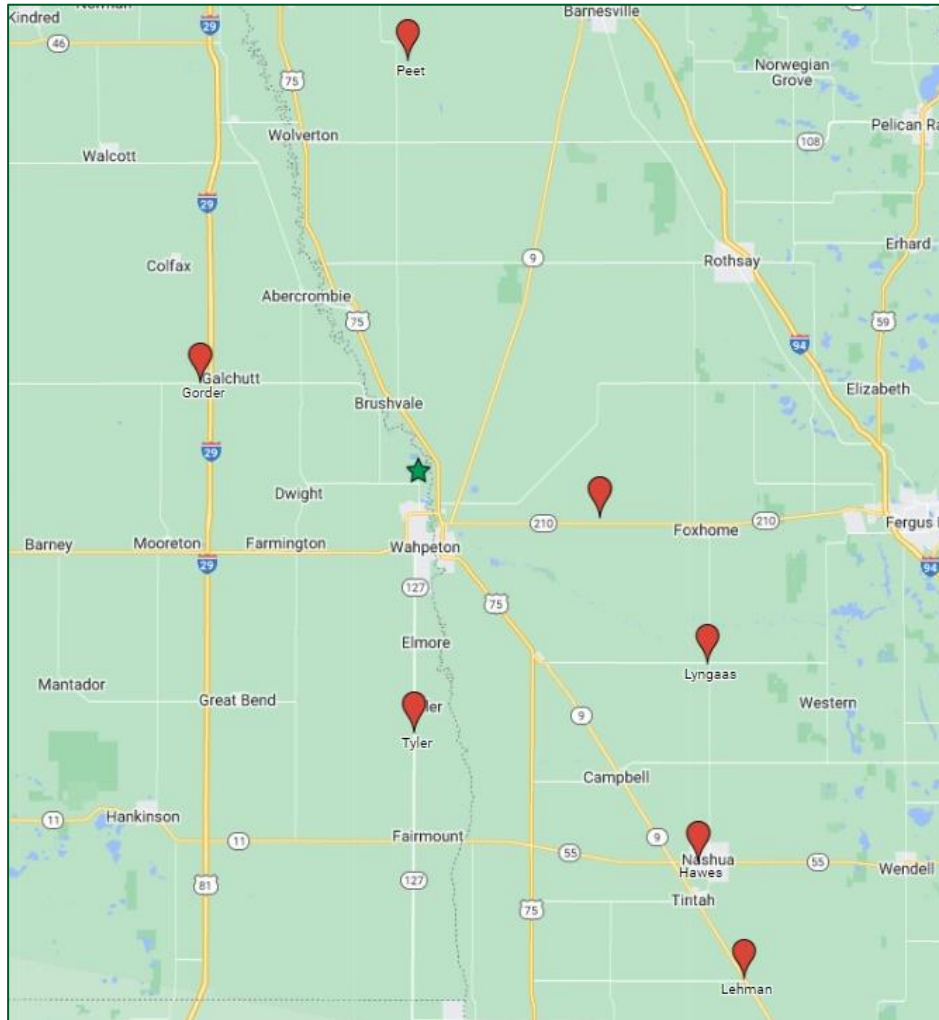 Kindred
Norman
29
Barnesville
46
Peet
75
Norwegian
Grove
Wolverton
Pelican Ra
Walcott
108
29
Erhard
9
Rothsay
Colfax
Abercrombie
75
59
94
Galchutt
Gorder
Elizabeth
Brushvale
29
Dwight
210
Foxhome
210
Fergus
Barney
Mooreton
Farmington
Wahpeton
29
94
127
75
Elmore
Lyngaas
Mantador
Great Bend
Western
ler
9
Tyler
Campbell
Hankinson
11
11
Fairmount
9
55
Nashua
55
Wendell
Hawes
127
81
Tintah
75
Lehman